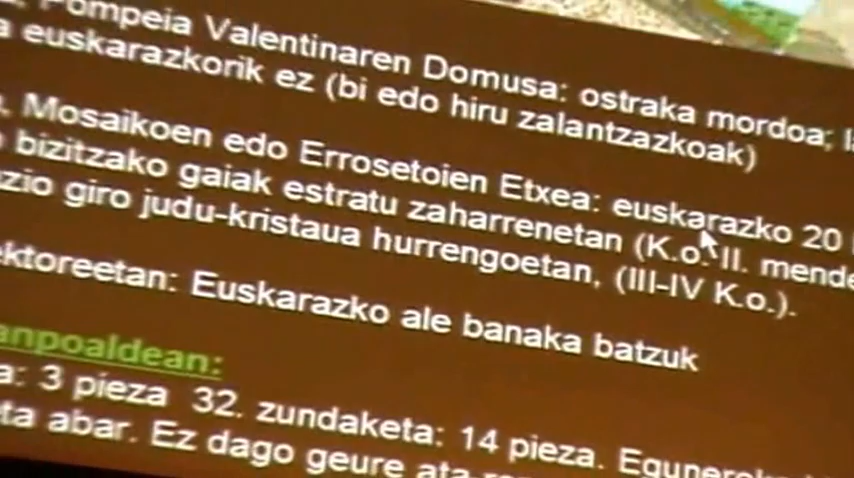 Pompeia Valentinaren Domusa: ostraka mordoa;
euskarazkorik ez (bi edo hiru zalantzazkoak)
Mosaikoen edo Errosetoien Etxea: euskarazko 20
bizitzako gaiak estratu zaharrenetan (K.o. II. mende
giro judu-kristaua hurrengoetan, (III-IV K.o.).
ektoreetan: Euskarazko ale banaka batzuk
anpoaldean:
a: 3 pieza 32. zundaketa: 14 pieza.
ta abar. Ez dago geure